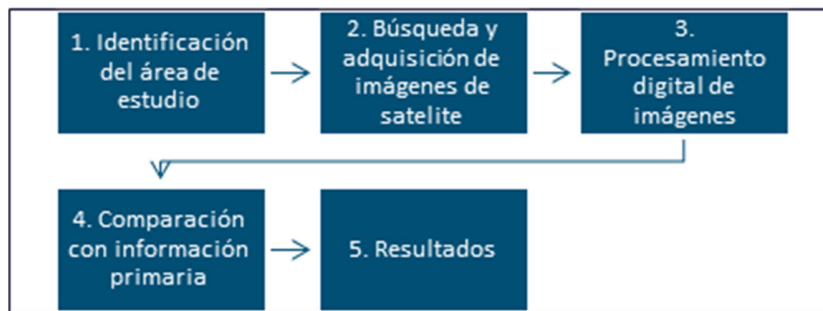 1. Identificación
del área de
estudio
2. Búsqueda y
adquisición de
imágenes de
satelite
3.
Procesamiento
digital de
imágenes
4. Comparación
con información
primaria
5. Resultados